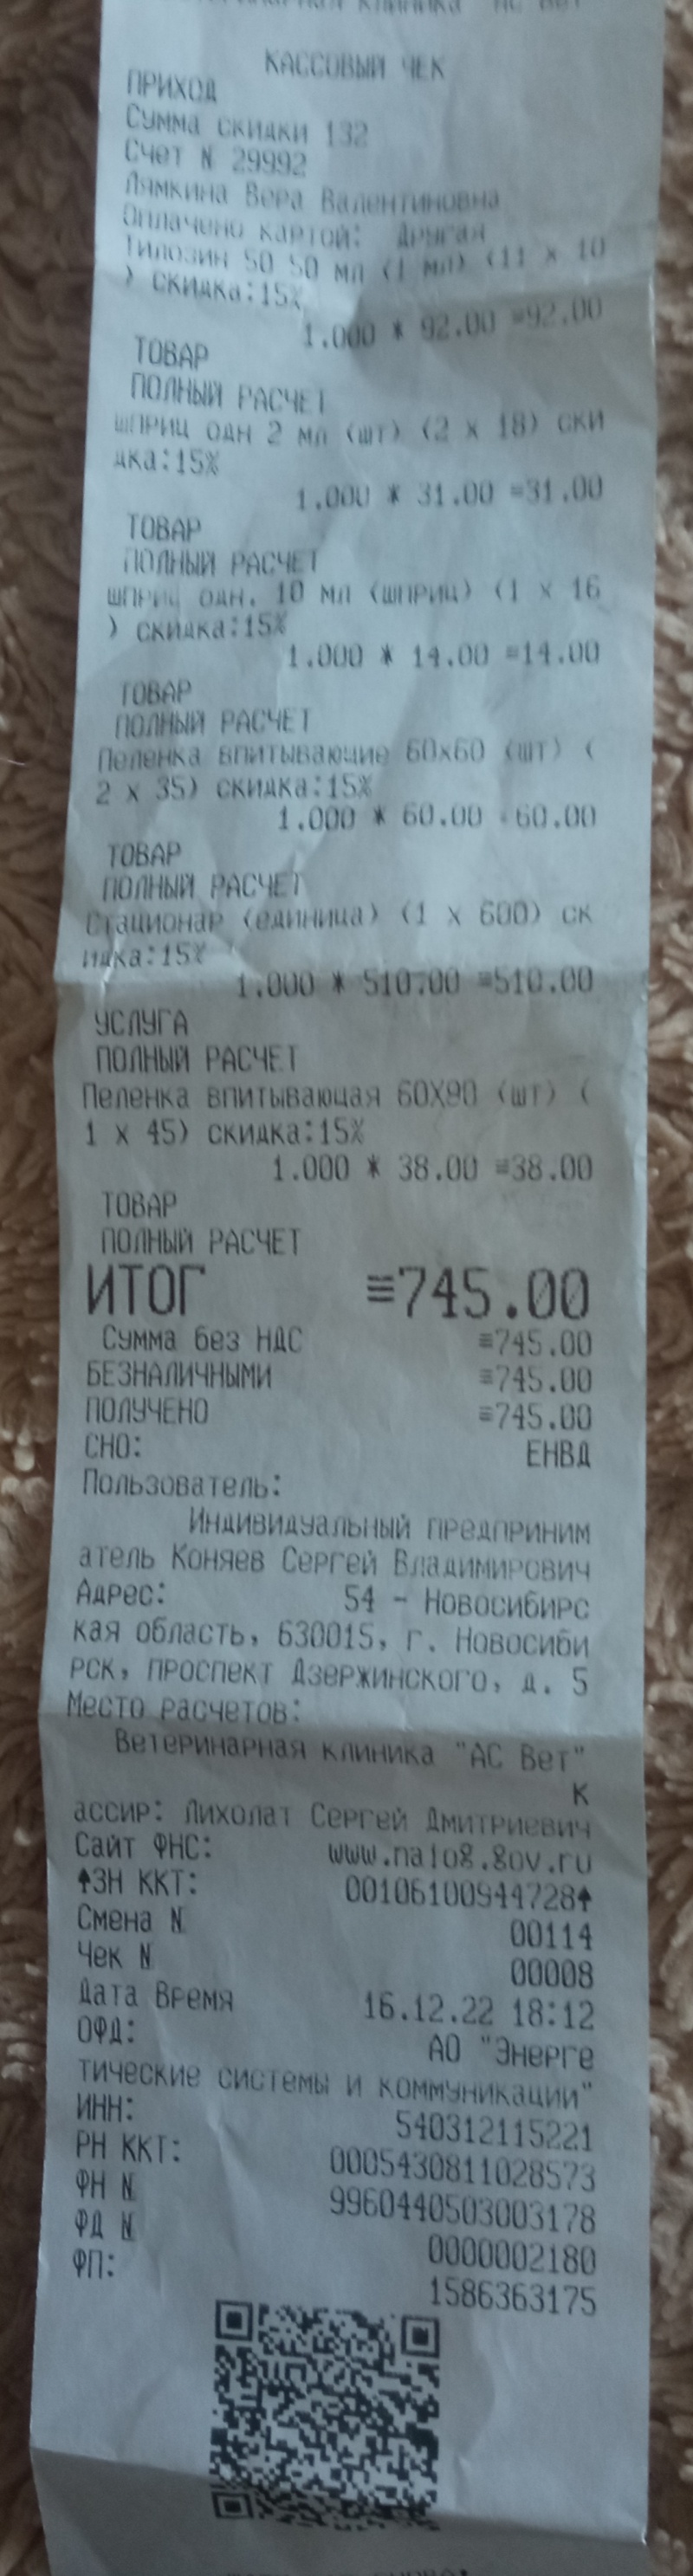 КАССОВЫЙ ЧЕК
ПРИХОД
Сумма скидки 132
Счет N 29992
Лямкина Вера Валентиновна
Оплачено картой: Другая
Тилозин 50 50 мл (1 мл) (11 x 10
) скидка:15%
1.000 * 92.00 =92.00
ТОВАР
ПОЛНЫЙ РАСЧЕТ
шприц одн 2 мл (шт) (2 x 18) ски
дка:15%
1.000 * 31.00 =31.00
ТОВАР
ПОЛНЫЙ РАСЧЕТ
шприц одн. 10 мл (шприц) (1 x 16
) скидка:15%
1.000 * 14.00 =14.00
ТОВАР
ПОЛНЫЙ РАСЧЕТ
Пеленка впитывающие 60x60 (шт) (
2 x 35) скидка:15%
1.000 * 60.00 =60.00
ТОВАР
ПОЛНЫЙ РАСЧЕТ
Стационар (единица) (1 x 600) ск
идка:15%
1.000 * 510.00 =510.00
УСЛУГА
ПОЛНЫЙ РАСЧЕТ
Пеленка впитывающая 60X90 (шт) (
1 x 45) скидка:15%
1.000 * 38.00 =38.00
ТОВАР
ПОЛНЫЙ РАСЧЕТ
ИТОГ ≡745.00
Сумма без НДС ≡745.00
БЕЗНАЛИЧНЫМИ ≡745.00
ПОЛУЧЕНО ≡745.00
СНО: ЕНВД
Пользователь:
Индивидуальный предприним
атель Коняев Сергей Владимирович
Адрес: 54 - Новосибирс
кая область, 630015, г. Новосиби
рск, проспект Дзержинского, д. 5
Место расчетов:
Ветеринарная клиника "АС Вет"
К
ассир: Лихолат Сергей Дмитриевич
Сайт ФНС: www.nalog.gov.ru
↑ЗН ККТ: 00106100944728↑
Смена N 00114
Чек N 00008
Дата Время 16.12.22 18:12
ОФД: АО "Энерге
тические системы и коммуникации"
ИНН: 540312115221
РН ККТ: 0005430811028573
ФН N 9960440503003178
ФД N 0000002180
ФП: 1586363175